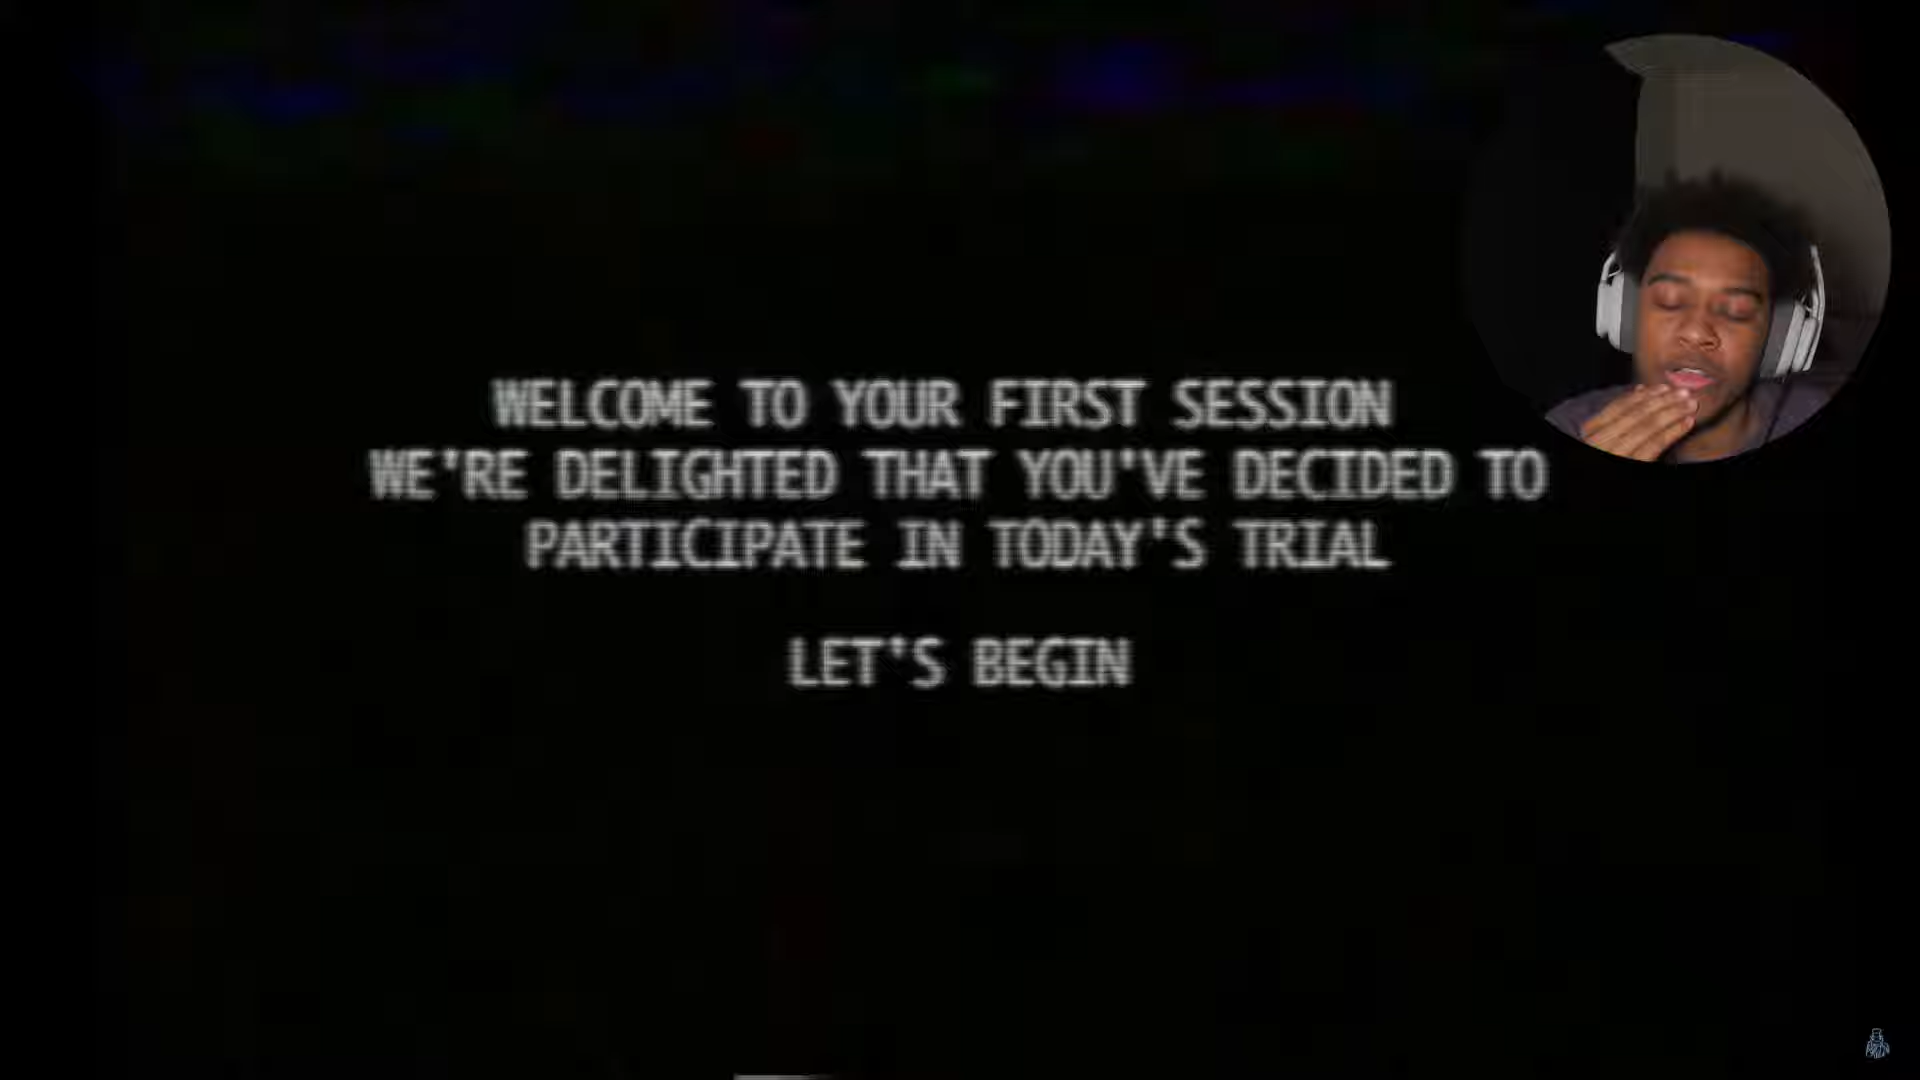 WELCOME TO YOUR FIRST SESSION
WE'RE DELIGHTED THAT YOU'VE DECIDED TO
PARTICIPATE IN TODAY'S TRIAL
LET'S BEGIN